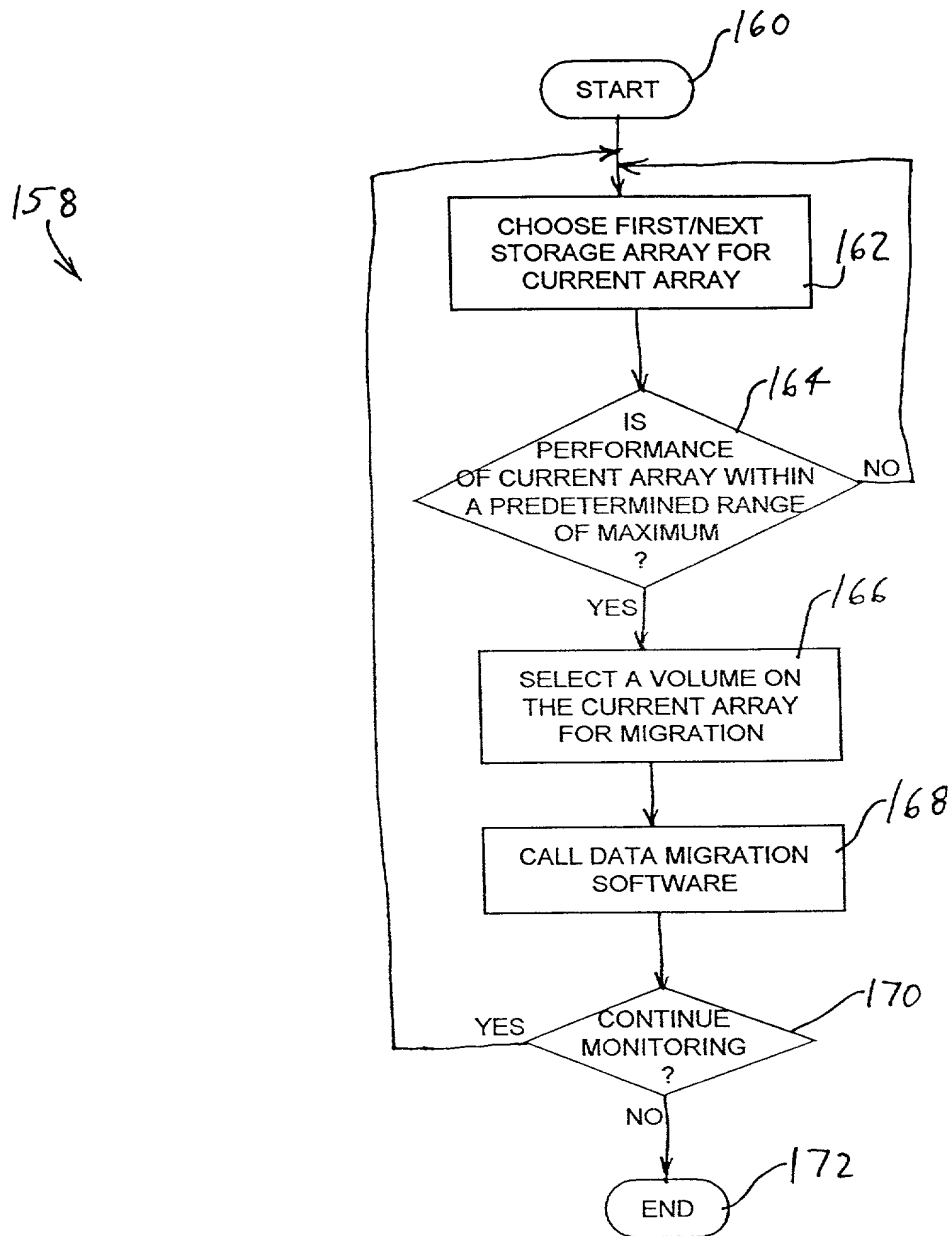 160
START
158
CHOOSE FIRST/NEXT
STORAGE ARRAY FOR
CURRENT ARRAY
162
164
IS
PERFORMANCE
OF CURRENT ARRAY WITHIN
A PREDETERMINED RANGE
OF MAXIMUM
?
NO
YES
166
SELECT A VOLUME ON
THE CURRENT ARRAY
FOR MIGRATION
168
CALL DATA MIGRATION
SOFTWARE
170
YES
CONTINUE
MONITORING
?
NO
172
END